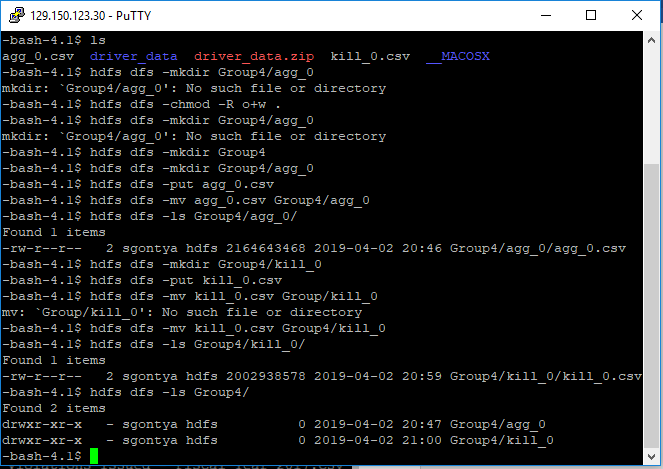 129.150.123.30 - PuTTY
-bash-4.1$ ls
agg_0.csv  driver_data  driver_data.zip  kill_0.csv  __MACOSX
-bash-4.1$ hdfs dfs -mkdir Group4/agg_0
mkdir: `Group4/agg_0': No such file or directory
-bash-4.1$ hdfs dfs -chmod -R o+w .
-bash-4.1$ hdfs dfs -mkdir Group4/agg_0
mkdir: `Group4/agg_0': No such file or directory
-bash-4.1$ hdfs dfs -mkdir Group4
-bash-4.1$ hdfs dfs -mkdir Group4/agg_0
-bash-4.1$ hdfs dfs -put agg_0.csv
-bash-4.1$ hdfs dfs -mv agg_0.csv Group4/agg_0
-bash-4.1$ hdfs dfs -ls Group4/agg_0/
Found 1 items
-rw-r--r--   2 sgontya hdfs 2164643468 2019-04-02 20:46 Group4/agg_0/agg_0.csv
-bash-4.1$ hdfs dfs -mkdir Group4/kill_0
-bash-4.1$ hdfs dfs -put kill_0.csv
-bash-4.1$ hdfs dfs -mv kill_0.csv Group/kill_0
mv: `Group/kill_0': No such file or directory
-bash-4.1$ hdfs dfs -mv kill_0.csv Group4/kill_0
-bash-4.1$ hdfs dfs -ls Group4/kill_0/
Found 1 items
-rw-r--r--   2 sgontya hdfs 2002938578 2019-04-02 20:59 Group4/kill_0/kill_0.csv
-bash-4.1$ hdfs dfs -ls Group4/
Found 2 items
drwxr-xr-x   - sgontya hdfs          0 2019-04-02 20:47 Group4/agg_0
drwxr-xr-x   - sgontya hdfs          0 2019-04-02 21:00 Group4/kill_0
-bash-4.1$